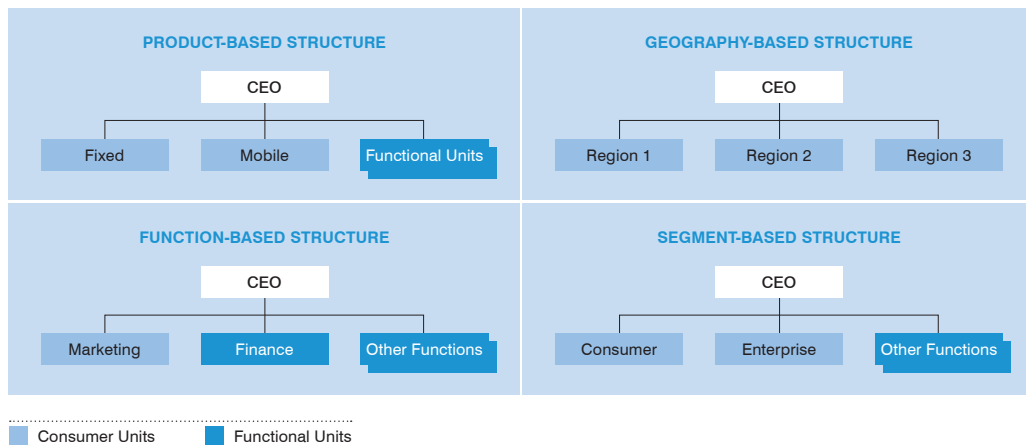 PRODUCT-BASED STRUCTURE
CEO
Fixed
Mobile
Functional Units
GEOGRAPHY-BASED STRUCTURE
CEO
Region 1
Region 2
Region 3
FUNCTION-BASED STRUCTURE
CEO
Marketing
Finance
Other Functions
SEGMENT-BASED STRUCTURE
CEO
Consumer
Enterprise
Other Functions
Consumer Units
Functional Units